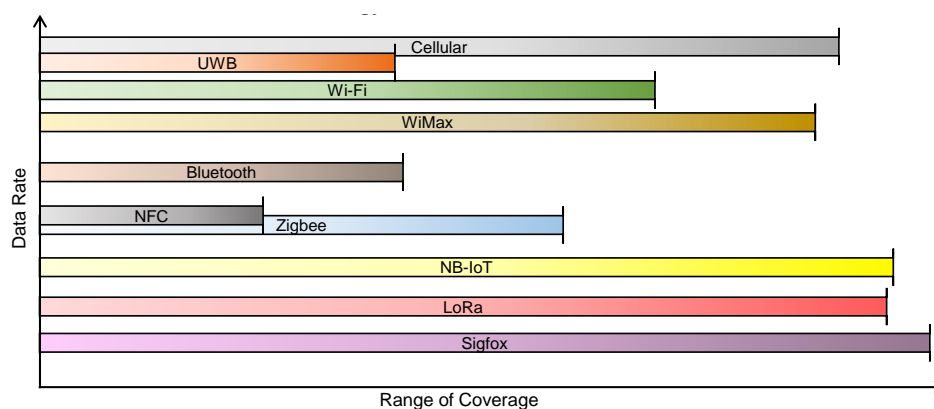 Cellular
UWB
Wi-Fi
WiMax
Bluetooth
NFC
Zigbee
NB-IoT
LoRa
Sigfox
Data Rate
Range of Coverage